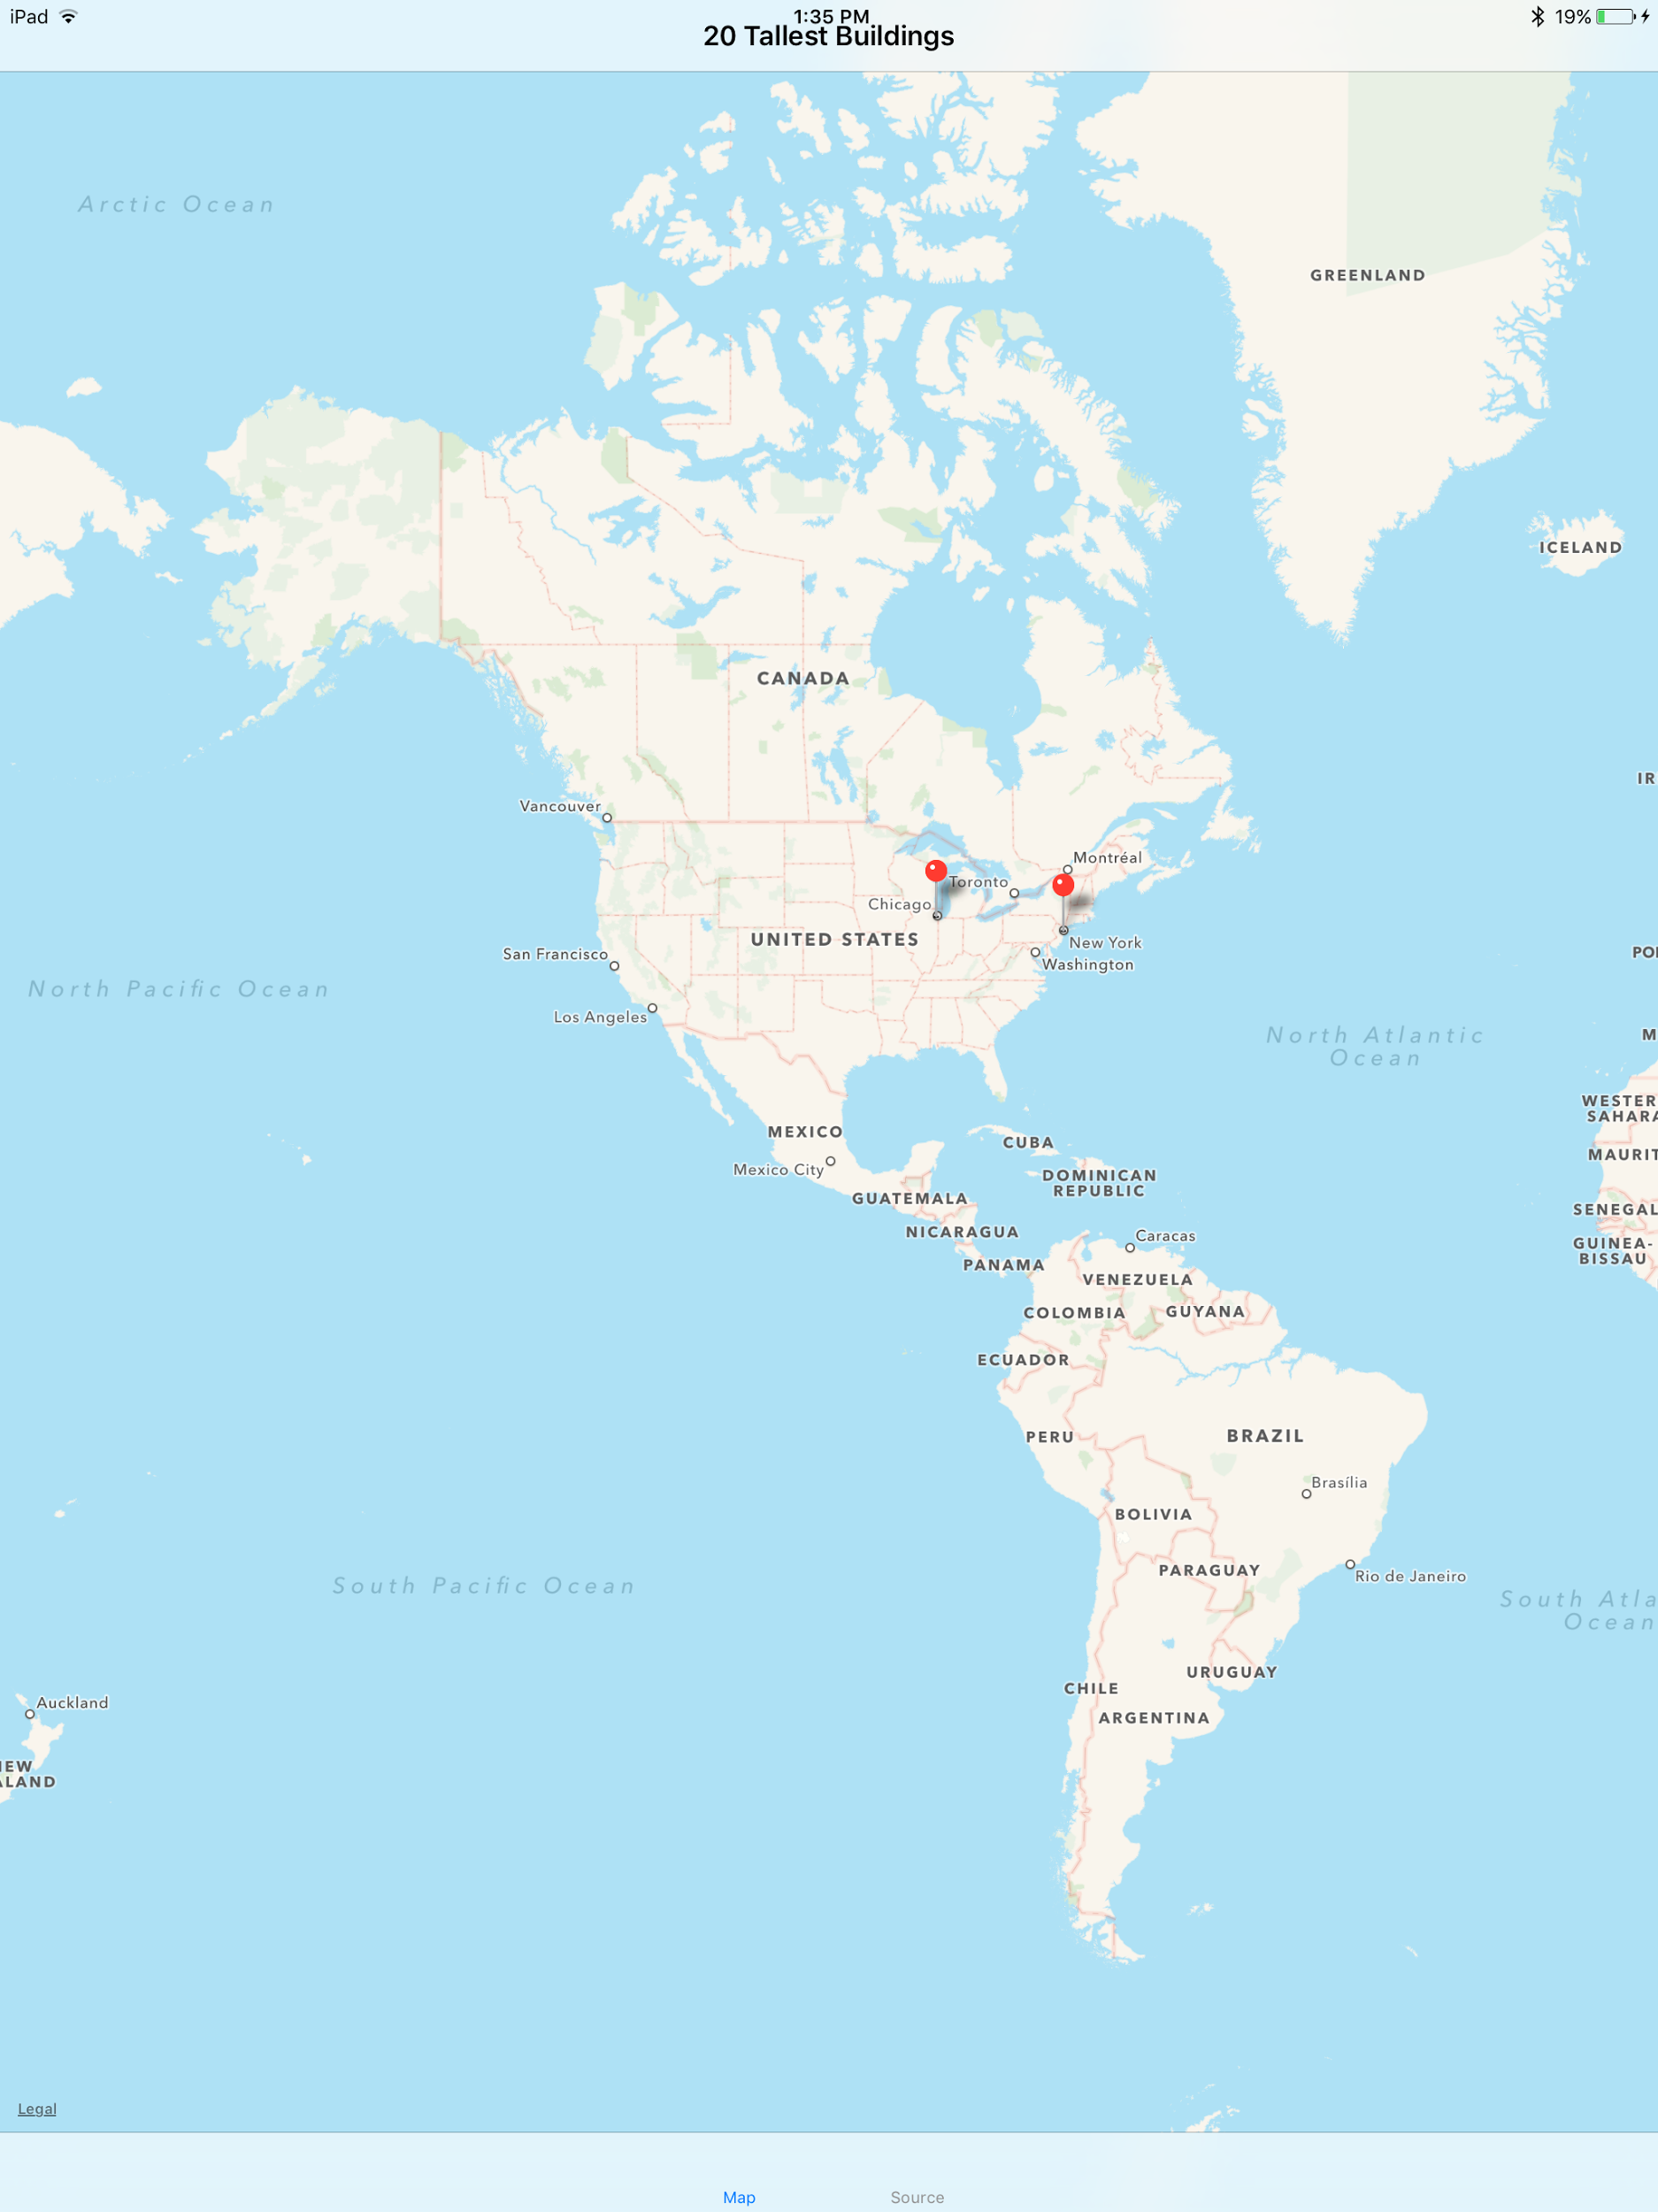 iPad 1:35 PM 19%
20 Tallest Buildings
Arctic Ocean
GREENLAND
ICELAND
CANADA
IR
Vancouver
Montréal
Toronto
Chicago
UNITED STATES
New York
San Francisco
Washington
POR
North Pacific Ocean
Los Angeles
North Atlantic
Ocean
M
WESTER
SAHARA
MEXICO
CUBA
MAURIT
Mexico City
DOMINICAN
REPUBLIC
GUATEMALA
SENEGAL
NICARAGUA
Caracas
GUINEA-
BISSAU
PANAMA
VENEZUELA
COLOMBIA
GUYANA
ECUADOR
PERU
BRAZIL
Brasília
BOLIVIA
PARAGUAY
Rio de Janeiro
South Pacific Ocean
South Atla
Ocean
URUGUAY
CHILE
Auckland
ARGENTINA
EW
ALAND
Legal
Map Source